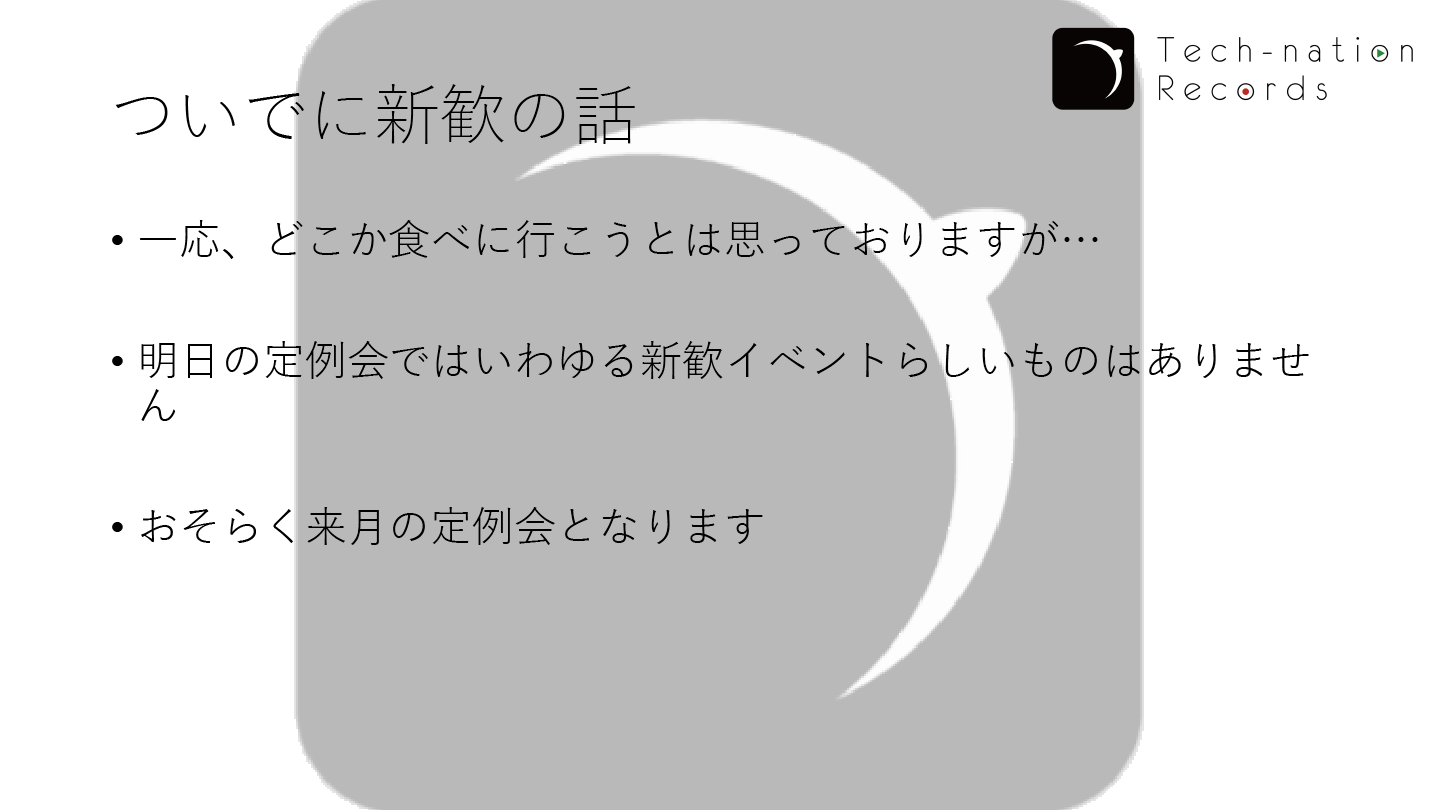 Tech-nation
Records
ついでに新歓の話
• 一応、どこか食べに行こうとは思っておりますが…
• 明日の定例会ではいわゆる新歓イベントらしいものはありませ
ん
• おそらく来月の定例会となります